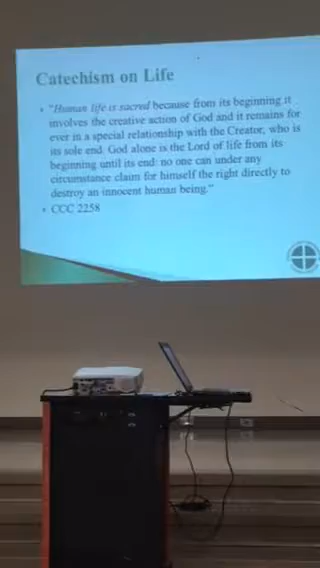 Catechism on Life
• "Human life is sacred because from its beginning it
involves the creative action of God and it remains for
ever in a special relationship with the Creator, who is
its sole end. God alone is the Lord of life from its
beginning until its end: no one can under any
circumstance claim for himself the right directly to
destroy an innocent human being."
• CCC 2258